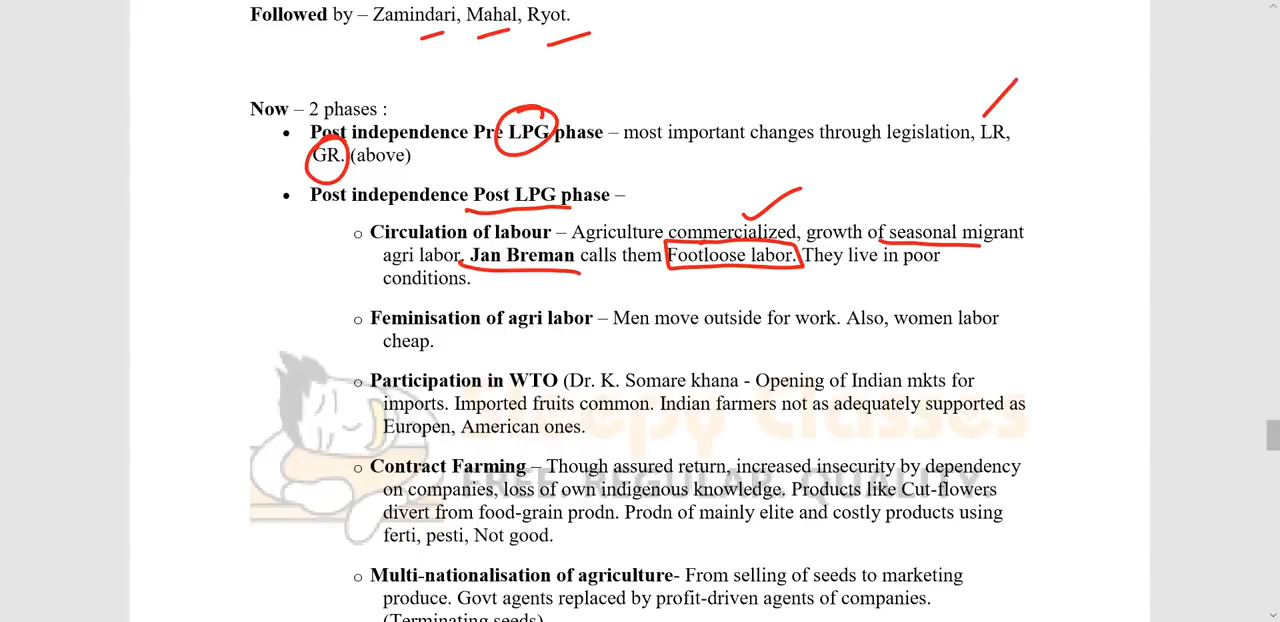 Followed by – Zamindari, Mahal, Ryot.
Now – 2 phases :
• Post independence Pre LPG phase – most important changes through legislation, LR,
GR. (above)
• Post independence Post LPG phase –
o Circulation of labour – Agriculture commercialized, growth of seasonal migrant
agri labor. Jan Breman calls them Footloose labor. They live in poor
conditions.
o Feminisation of agri labor – Men move outside for work. Also, women labor
cheap.
o Participation in WTO (Dr. K. Somare khana - Opening of Indian mkts for
imports. Imported fruits common. Indian farmers not as adequately supported as
Europen, American ones.
o Contract Farming – Though assured return, increased insecurity by dependency
on companies, loss of own indigenous knowledge. Products like Cut-flowers
divert from food-grain prodn. Prodn of mainly elite and costly products using
ferti, pesti, Not good.
o Multi-nationalisation of agriculture- From selling of seeds to marketing
produce. Govt agents replaced by profit-driven agents of companies.
(Terminating seeds)
Sleepy Classes
FREE. REGULAR. QUALITY.